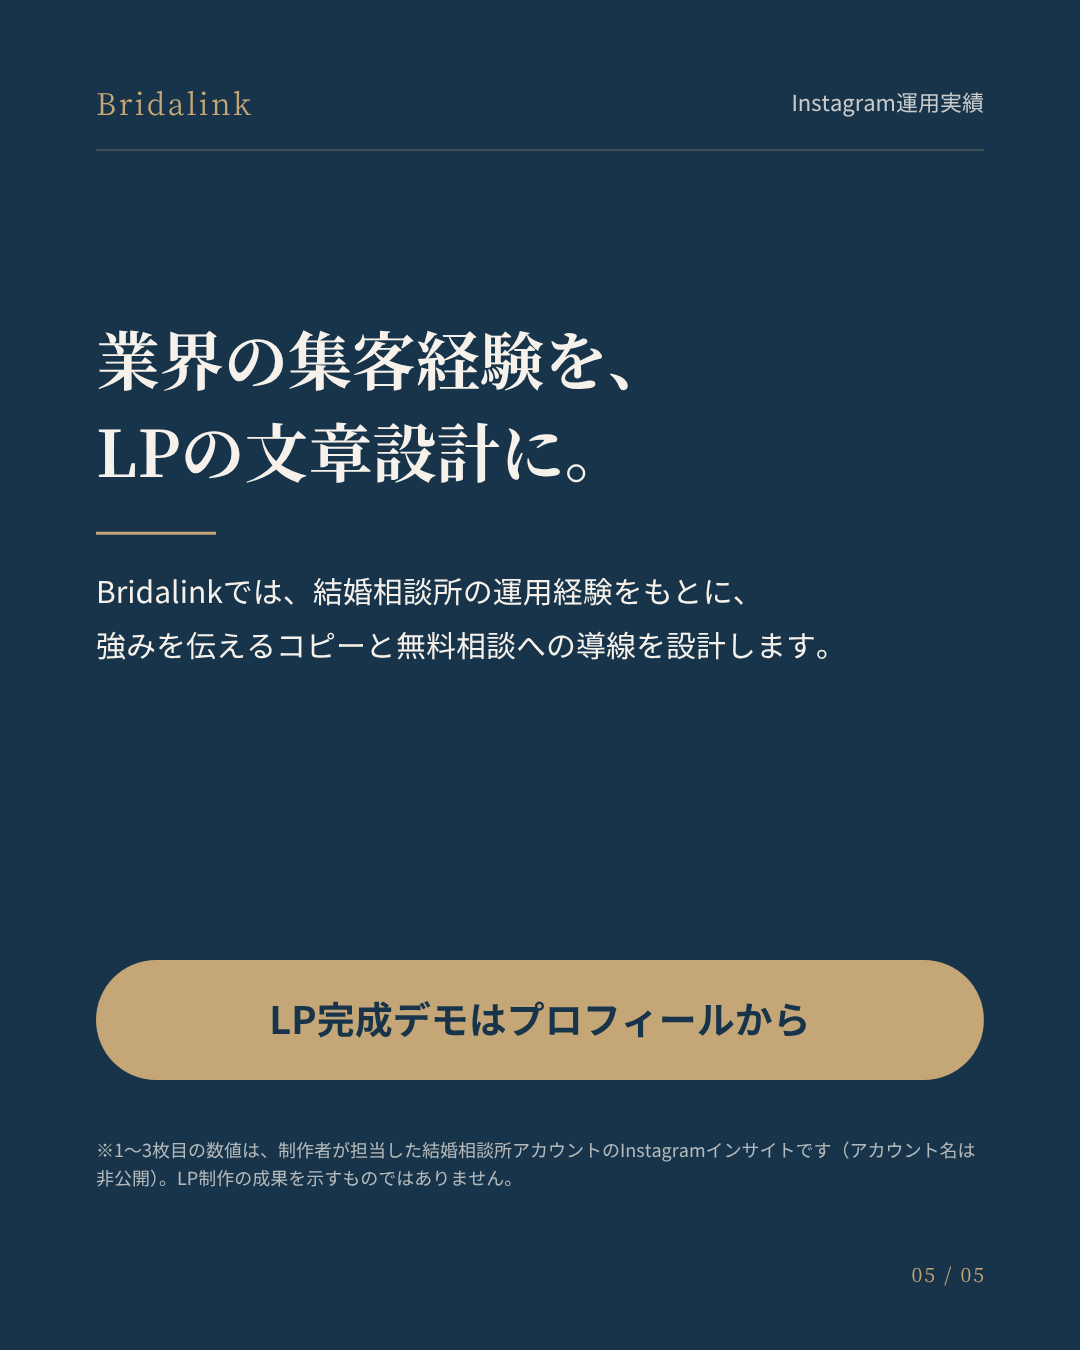 Bridalink
Instagram運用実績
業界の集客経験を、
LPの文章設計に。
Bridalinkでは、結婚相談所の運用経験をもとに、
強みを伝えるコピーと無料相談への導線を設計します。
LP完成デモはプロフィールから
※1〜3枚目の数値は、制作者が担当した結婚相談所アカウントのInstagramインサイトです（アカウント名は
非公開）。LP制作の成果を示すものではありません。
05 / 05